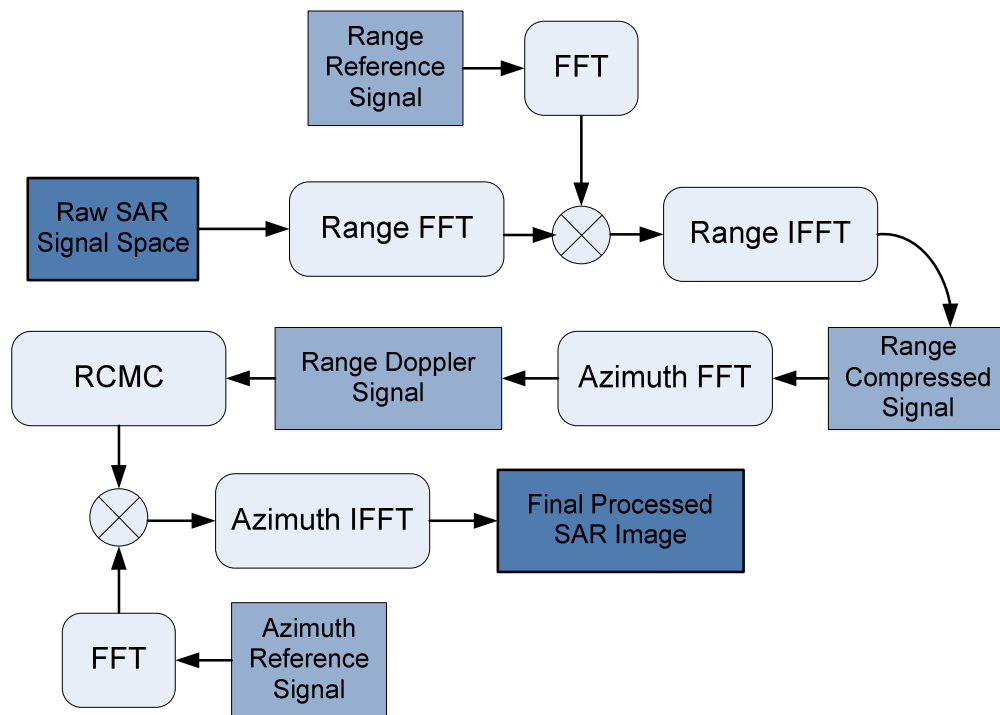 Range
Reference
Signal
FFT
Raw SAR
Signal Space
Range FFT
Range IFFT
RCMC
Range Doppler
Signal
Azimuth FFT
Range
Compressed
Signal
Azimuth IFFT
Final Processed
SAR Image
FFT
Azimuth
Reference
Signal